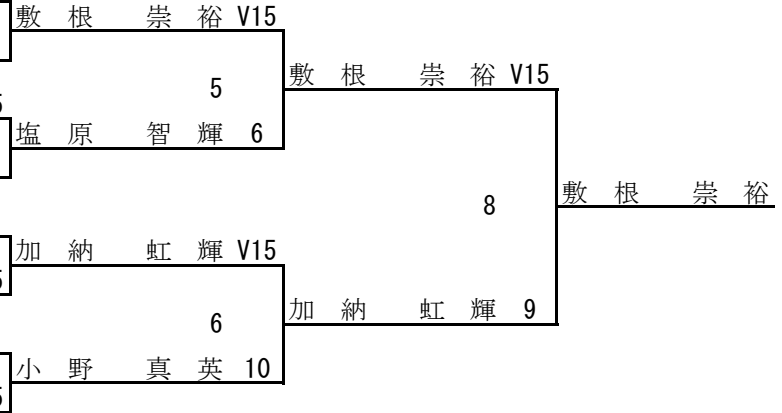 敷 根 崇 裕 V15
5
敷 根 崇 裕 V15
塩 原 智 輝 6
8
敷 根 崇 裕
加 納 虹 輝 V15
6
加 納 虹 輝 9
小 野 真 英 10